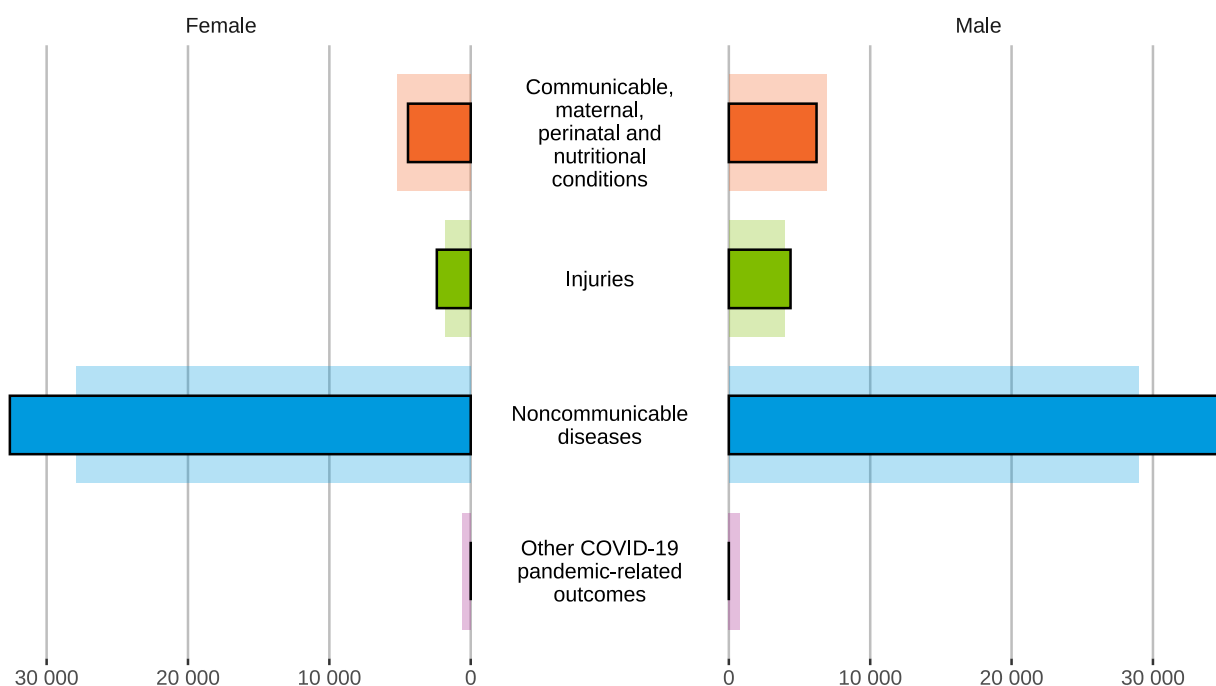 Female
Male
Communicable,
maternal,
perinatal and
nutritional
conditions
Injuries
Noncommunicable
diseases
Other COVID-19
pandemic-related
outcomes
30 000 20 000 10 000 0
0 10 000 20 000 30 000